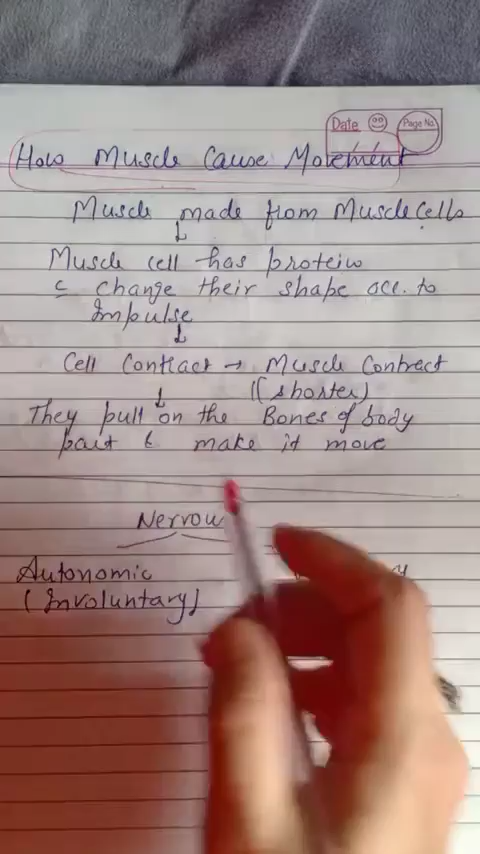 Date
Page No.
How Muscle Cause Movement
Muscle made from Muscle Cells
↓
Muscle cell has protein
change their shape acc. to
Impulse
↓
Cell Contract → Muscle Contract
↓ (shorter)
They pull on the Bones of body
part & make it move
Nervou
Autonomic
(Involuntary)